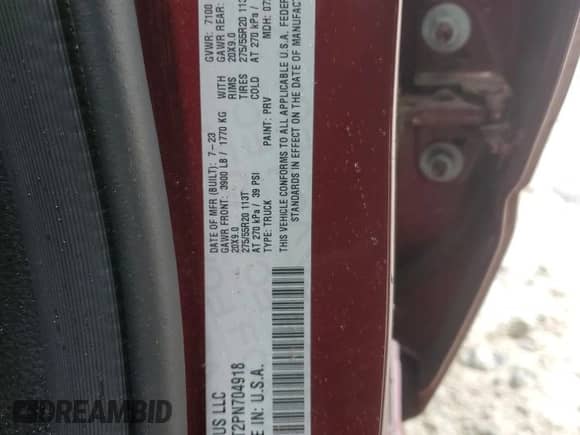 DATE OF MFR (BUILT): 7-23
GVWR: 7100
GAWR FRONT: 3900 LB / 1770 KG WITH
GAWR REAR:
20X9.0 RIMS
20X9.0
275/55R20 113T TIRES
275/55R20 113
AT 270 kPa / 39 PSI COLD
AT 270 kPa /
MDH: 07
TYPE: TRUCK
PAINT: PRV
THIS VEHICLE CONFORMS TO ALL APPLICABLE U.S.A. FEDER
STANDARDS IN EFFECT ON THE DATE OF MANUFAC
US LLC
T2PN704918
E IN: U.S.A.
DREAMBID